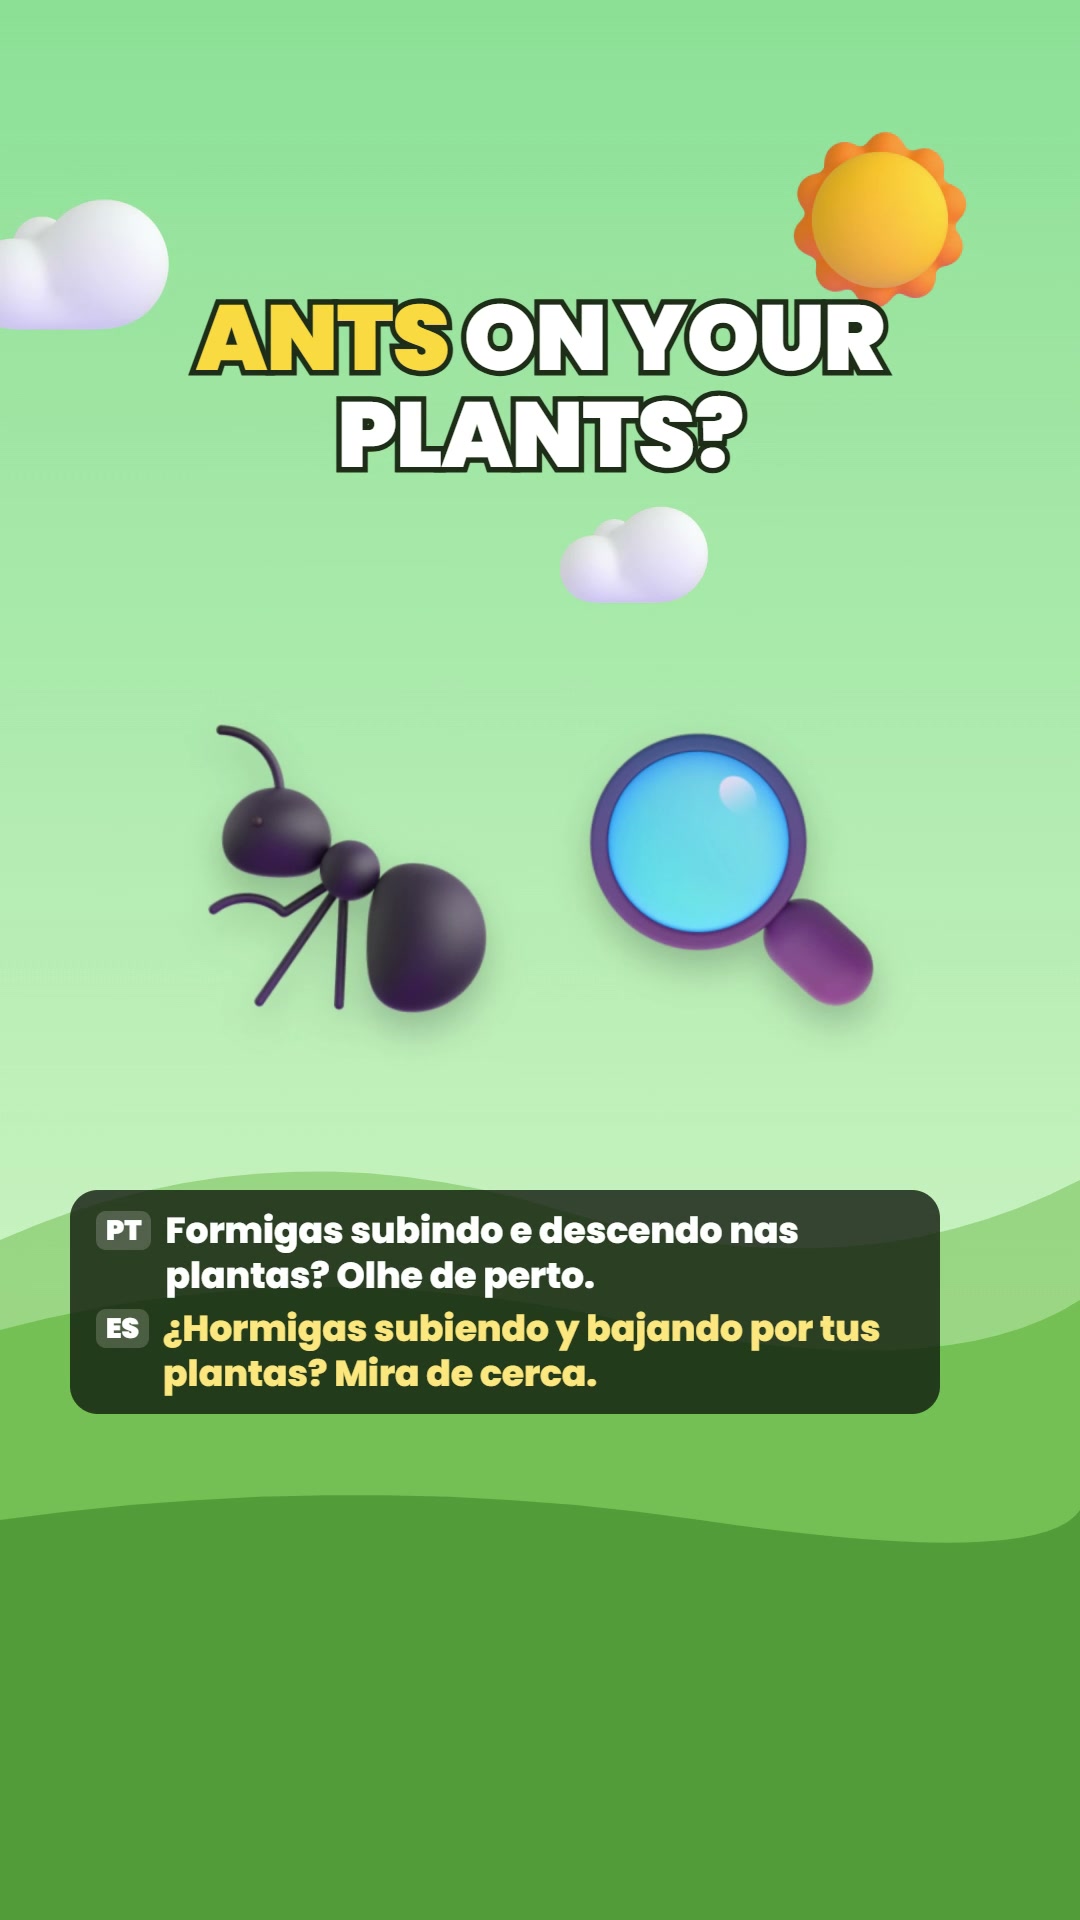 ANTS ON YOUR
PLANTS?
PT Formigas subindo e descendo nas
plantas? Olhe de perto.
ES ¿Hormigas subiendo y bajando por tus
plantas? Mira de cerca.